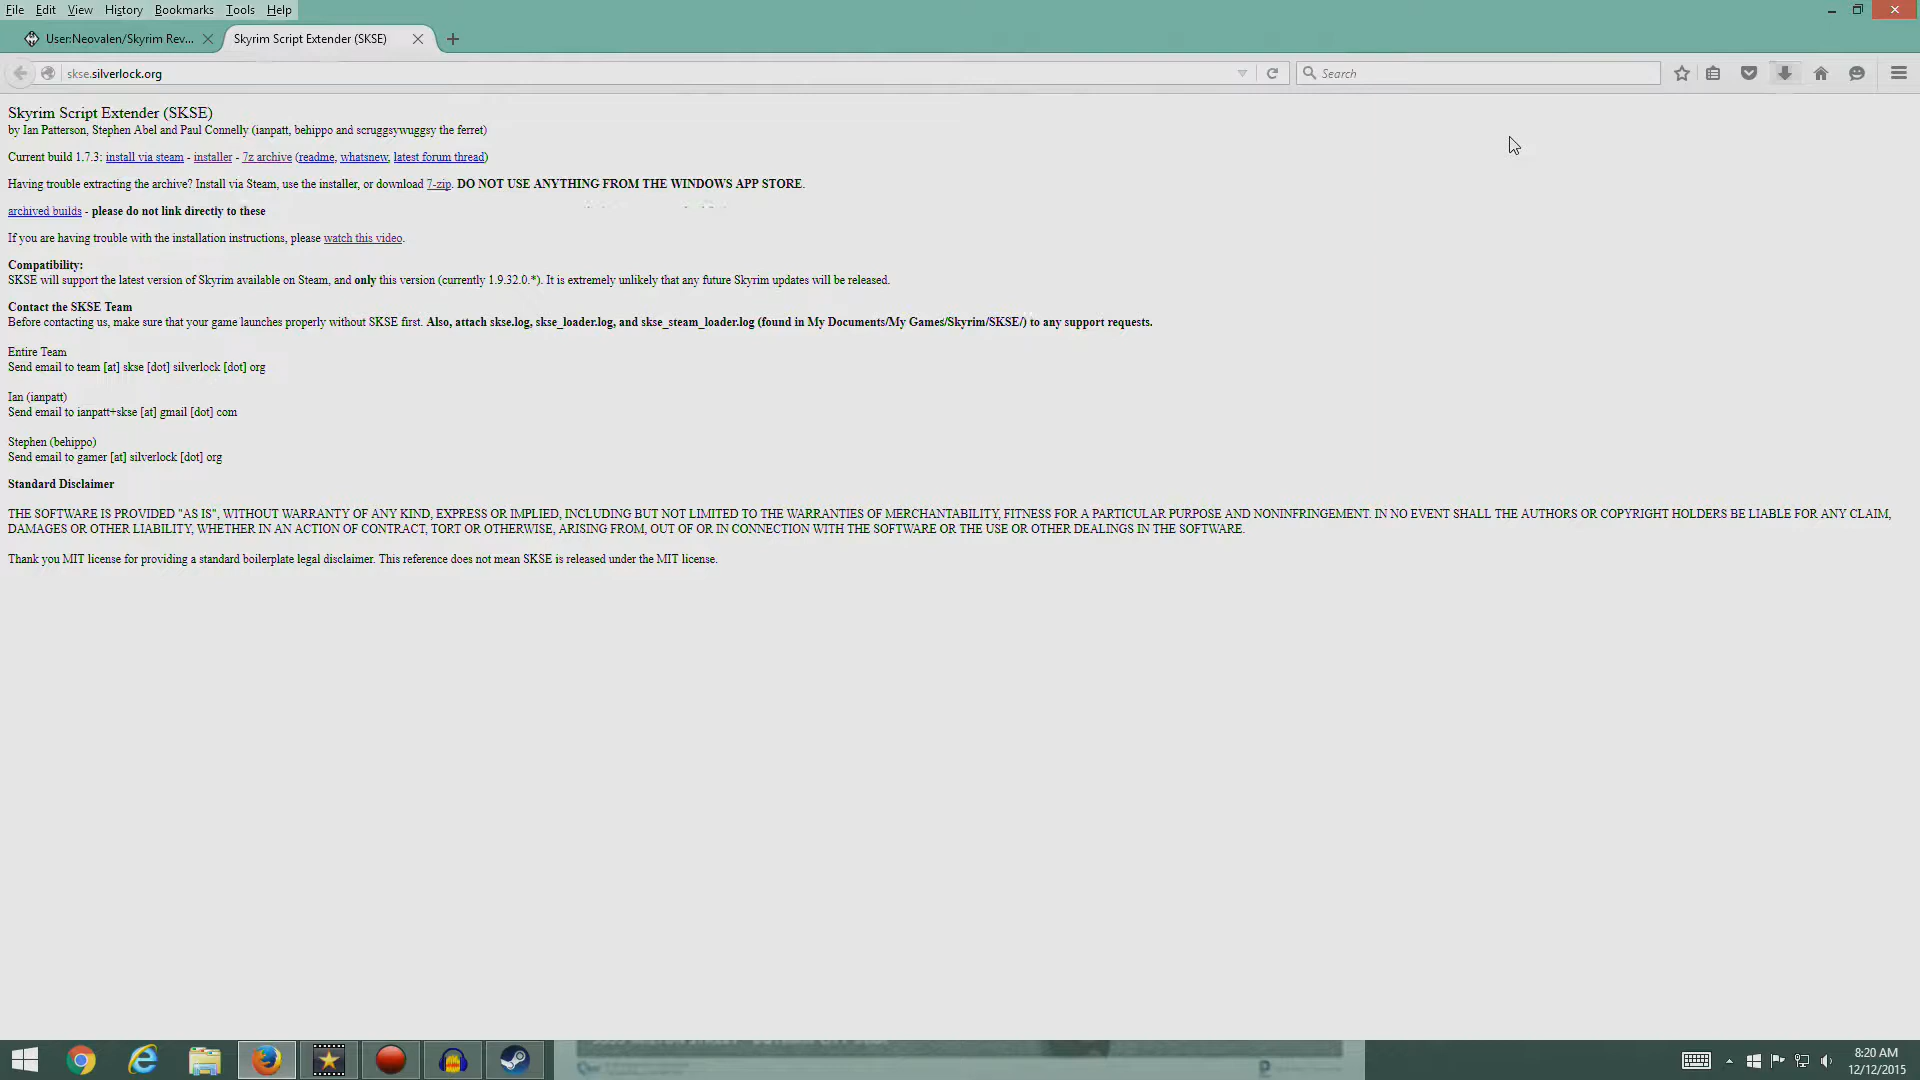 File Edit View History Bookmarks Tools Help
User:Neovalen/Skyrim Rev... Skyrim Script Extender (SKSE)
skse.silverlock.org Search
Skyrim Script Extender (SKSE)
by Ian Patterson, Stephen Abel and Paul Connelly (ianpatt, behippo and scruggsywuggsy the ferret)
Current build 1.7.3: install via steam - installer - 7z archive (readme, whatsnew, latest forum thread)
Having trouble extracting the archive? Install via Steam, use the installer, or download 7-zip. DO NOT USE ANYTHING FROM THE WINDOWS APP STORE.
archived builds - please do not link directly to these
If you are having trouble with the installation instructions, please watch this video.
Compatibility:
SKSE will support the latest version of Skyrim available on Steam, and only this version (currently 1.9.32.0.*). It is extremely unlikely that any future Skyrim updates will be released.
Contact the SKSE Team
Before contacting us, make sure that your game launches properly without SKSE first. Also, attach skse.log, skse_loader.log, and skse_steam_loader.log (found in My Documents/My Games/Skyrim/SKSE/) to any support requests.
Entire Team
Send email to team [at] skse [dot] silverlock [dot] org
Ian (ianpatt)
Send email to ianpatt+skse [at] gmail [dot] com
Stephen (behippo)
Send email to gamer [at] silverlock [dot] org
Standard Disclaimer
THE SOFTWARE IS PROVIDED "AS IS", WITHOUT WARRANTY OF ANY KIND, EXPRESS OR IMPLIED, INCLUDING BUT NOT LIMITED TO THE WARRANTIES OF MERCHANTABILITY, FITNESS FOR A PARTICULAR PURPOSE AND NONINFRINGEMENT. IN NO EVENT SHALL THE AUTHORS OR COPYRIGHT HOLDERS BE LIABLE FOR ANY CLAIM,
DAMAGES OR OTHER LIABILITY, WHETHER IN AN ACTION OF CONTRACT, TORT OR OTHERWISE, ARISING FROM, OUT OF OR IN CONNECTION WITH THE SOFTWARE OR THE USE OR OTHER DEALINGS IN THE SOFTWARE.
Thank you MIT license for providing a standard boilerplate legal disclaimer. This reference does not mean SKSE is released under the MIT license.
8:20 AM
12/12/2015